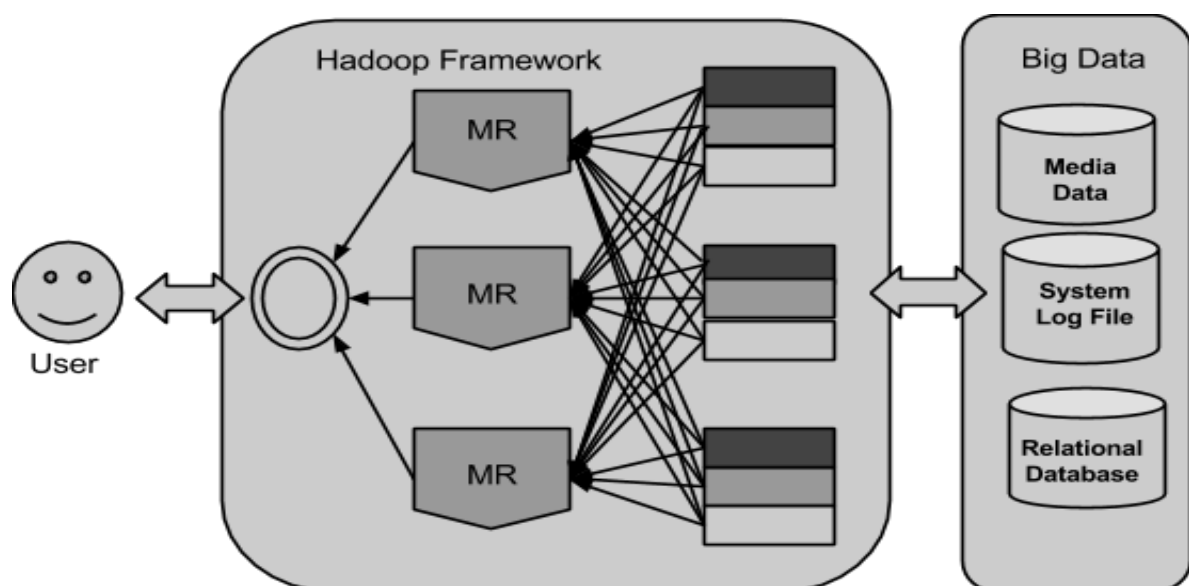 Hadoop Framework
MR
MR
MR
User
Big Data
Media
Data
System
Log File
Relational
Database